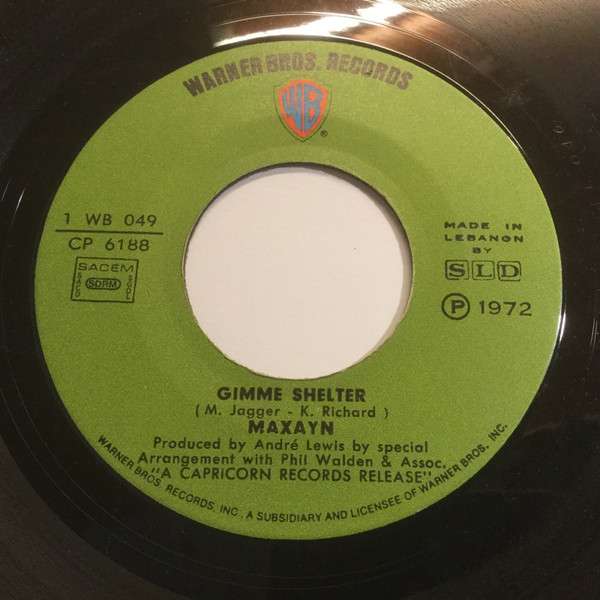 WARNER BROS. RECORDS
WB
®
1 WB 049
CP 6188
SACEM
SACD SDRM SGDL
MADE IN
LEBANON
BY
SLD
Ⓟ 1972
GIMME SHELTER
( M. Jagger - K. Richard )
MAXAYN
Produced by André Lewis by special
Arrangement with Phil Walden & Assoc.
"A CAPRICORN RECORDS RELEASE"
WARNER BROS. RECORDS, INC., A SUBSIDIARY AND LICENSEE OF WARNER BROS., INC.